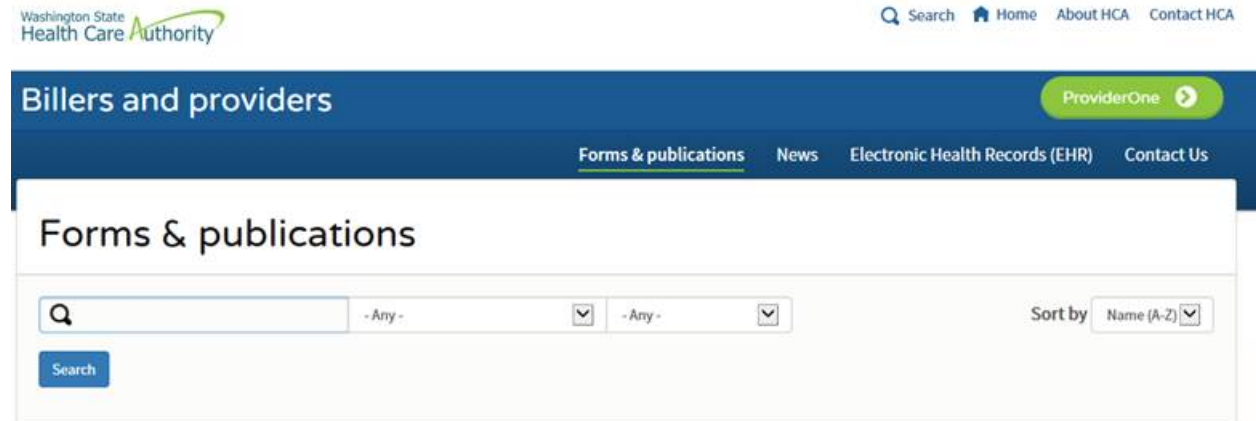 Washington State
Health Care Authority
Search Home About HCA Contact HCA
Billers and providers
ProviderOne
Forms & publications News Electronic Health Records (EHR) Contact Us
Forms & publications
- Any - - Any - Sort by Name (A-Z)
Search